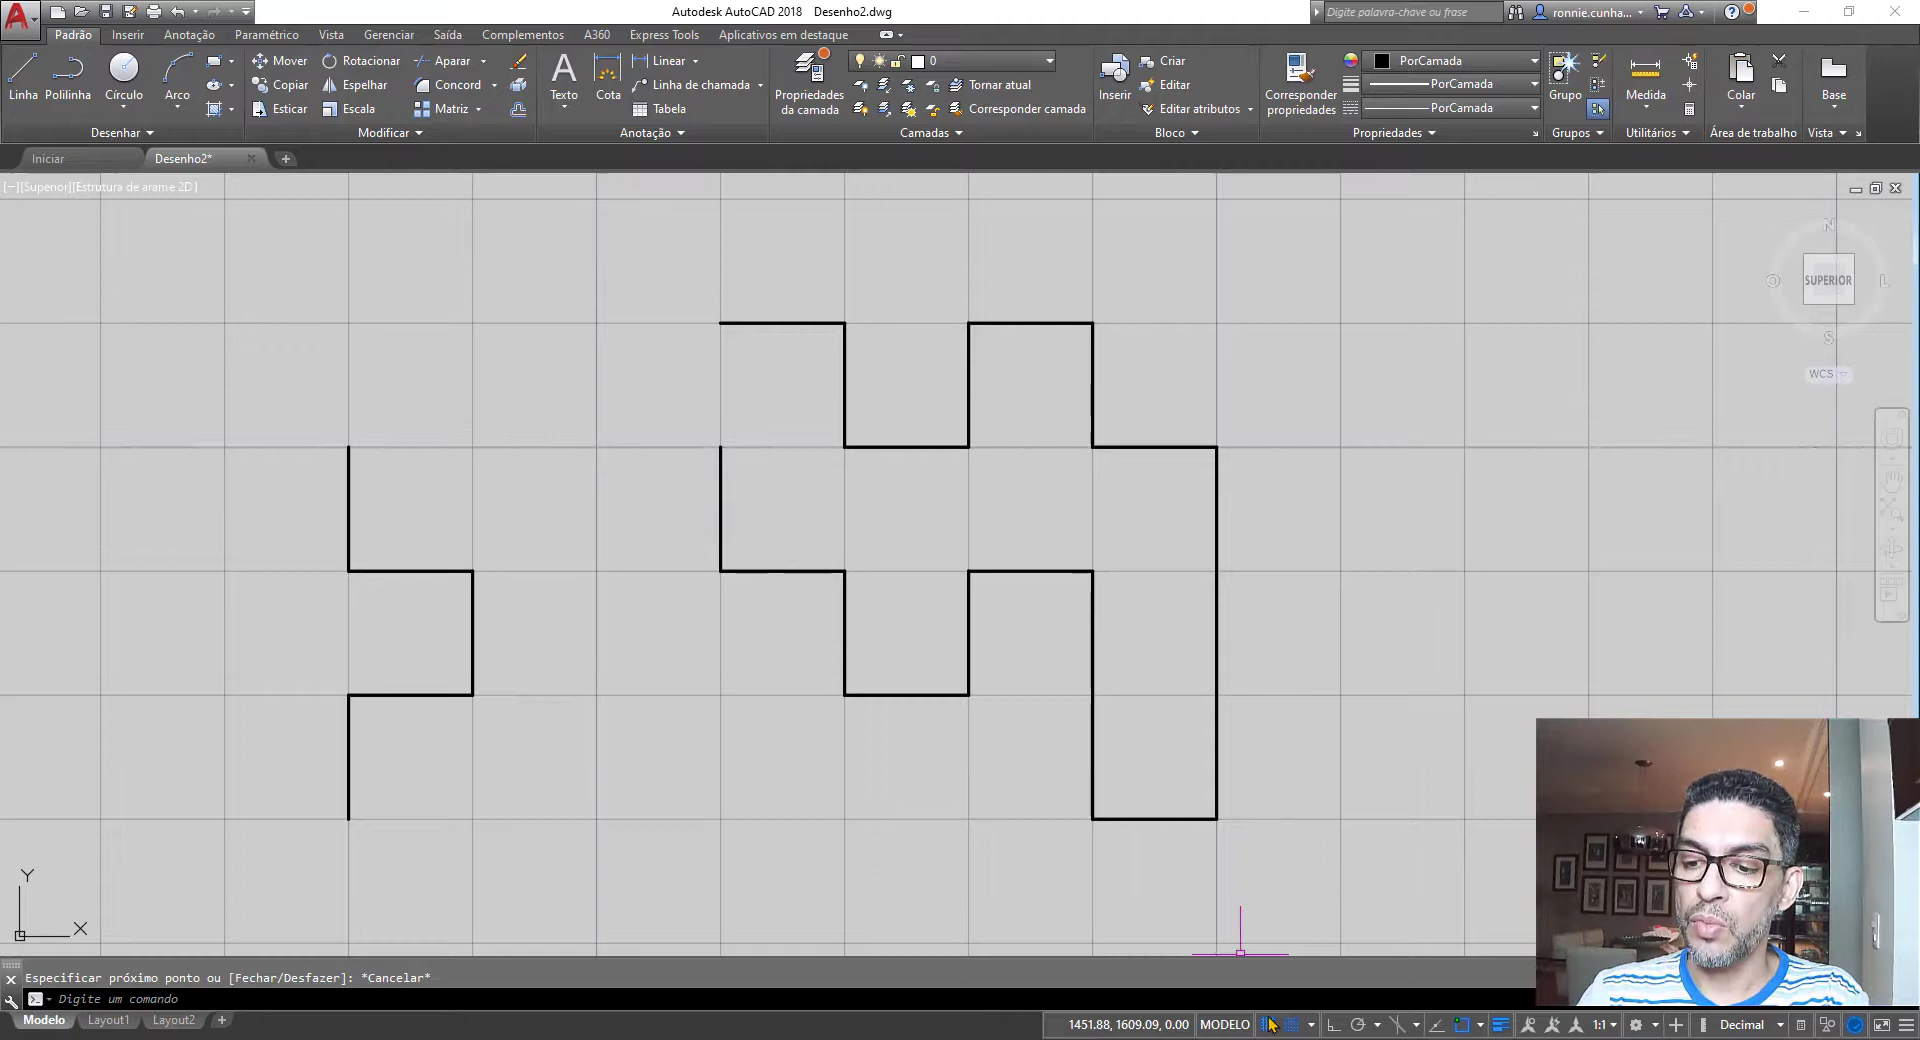 Autodesk AutoCAD 2018 Desenho2.dwg
Digite palavra-chave ou frase
ronnie.cunha...
Padrão Inserir Anotação Paramétrico Vista Gerenciar Saída Complementos A360 Express Tools Aplicativos em destaque
Linha Polilinha Círculo Arco
Mover Rotacionar Aparar
Copiar Espelhar Concord
Esticar Escala Matriz
Texto Cota
Linear
Linha de chamada
Tabela
Propriedades da camada
0
Tornar atual
Corresponder camada
Inserir
Criar
Editar
Editar atributos
Corresponder propriedades
PorCamada
PorCamada
PorCamada
Grupo Medida Colar Base
Desenhar Modificar Anotação Camadas Bloco Propriedades Grupos Utilitários Área de trabalho Vista
Iniciar Desenho2*
[−][Superior][Estrutura de arame 2D]
N
O SUPERIOR L
S
WCS
Y
X
Especificar próximo ponto ou [Fechar/Desfazer]: *Cancelar*
Digite um comando
Modelo Layout1 Layout2 +
1451.88, 1609.09, 0.00 MODELO 1:1 Decimal